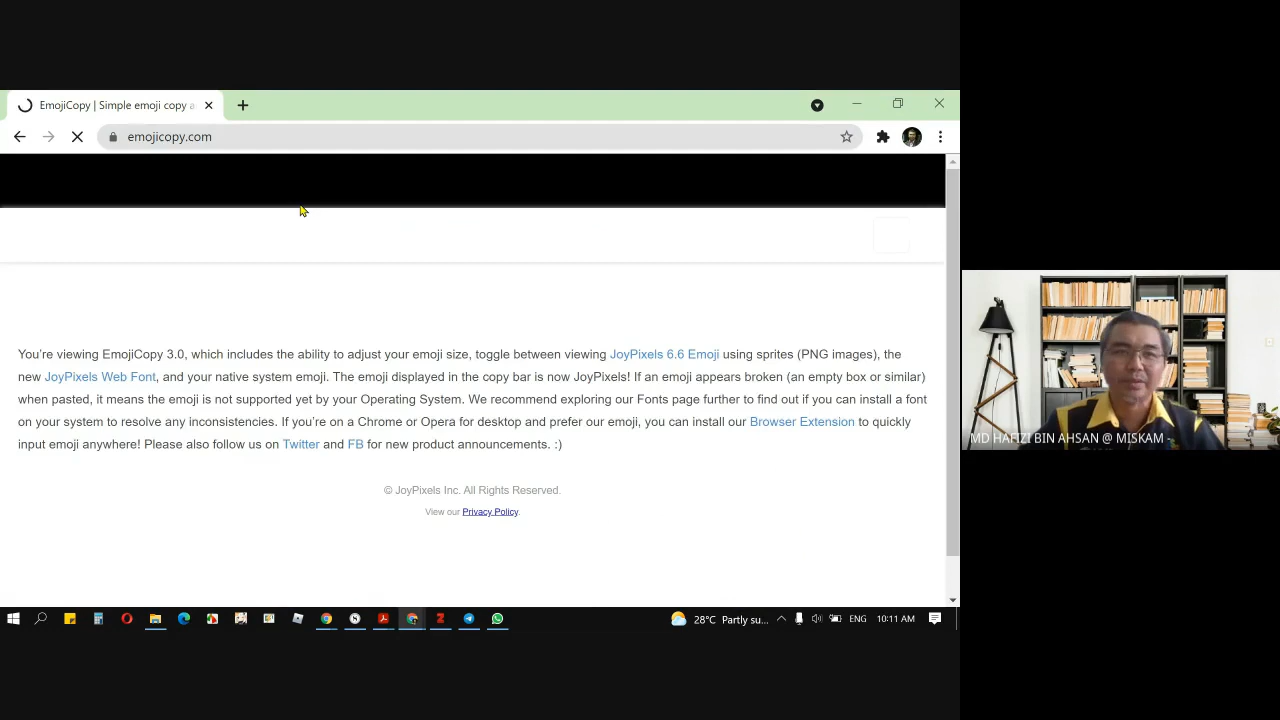 EmojiCopy | Simple emoji copy a
emojicopy.com
You're viewing EmojiCopy 3.0, which includes the ability to adjust your emoji size, toggle between viewing JoyPixels 6.6 Emoji using sprites (PNG images), the
new JoyPixels Web Font, and your native system emoji. The emoji displayed in the copy bar is now JoyPixels! If an emoji appears broken (an empty box or similar)
when pasted, it means the emoji is not supported yet by your Operating System. We recommend exploring our Fonts page further to find out if you can install a font
on your system to resolve any inconsistencies. If you're on a Chrome or Opera for desktop and prefer our emoji, you can install our Browser Extension to quickly
input emoji anywhere! Please also follow us on Twitter and FB for new product announcements. :)
© JoyPixels Inc. All Rights Reserved.
View our Privacy Policy.
MD HAFIZI BIN AHSAN @ MISKAM -
28°C Partly su... ENG 10:11 AM